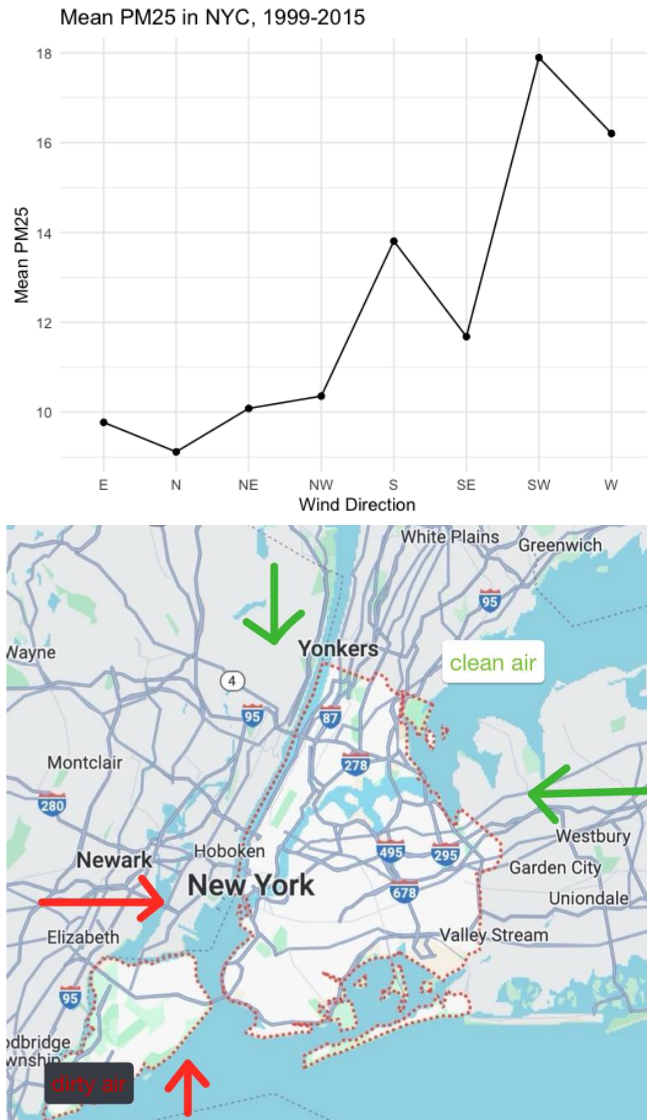 Mean PM25 in NYC, 1999-2015
18
16
14
12
10
Mean PM25
E N NE NW S SE SW W
Wind Direction
White Plains
Greenwich
95
Wayne
Yonkers
clean air
4
95
87
Montclair
278
280
Westbury
Hoboken
495
295
Newark
Garden City
New York
678
Uniondale
Elizabeth
Valley Stream
95
odbridge
wnship
dirty air